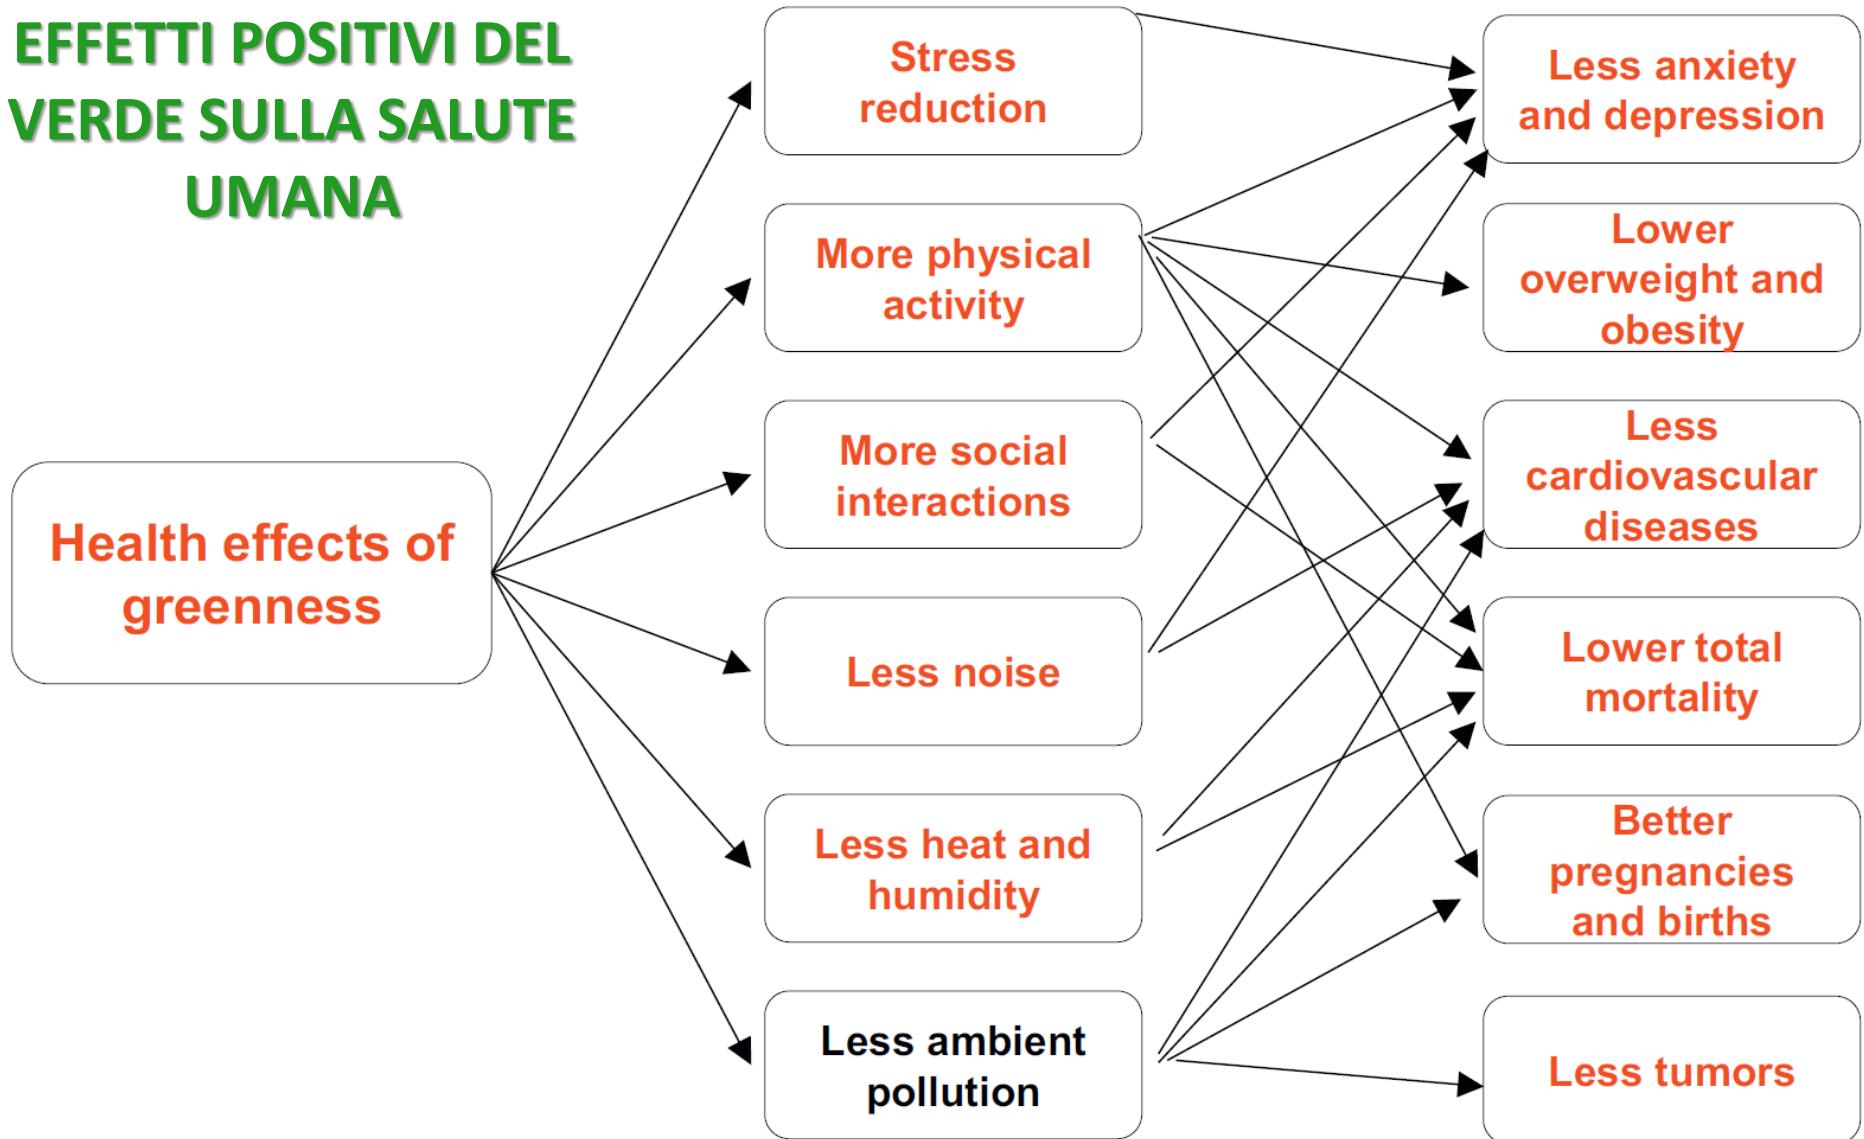 EFFETTI POSITIVI DEL
VERDE SULLA SALUTE
UMANA
Health effects of
greenness
Stress
reduction
More physical
activity
More social
interactions
Less noise
Less heat and
humidity
Less ambient
pollution
Less anxiety
and depression
Lower
overweight and
obesity
Less
cardiovascular
diseases
Lower total
mortality
Better
pregnancies
and births
Less tumors